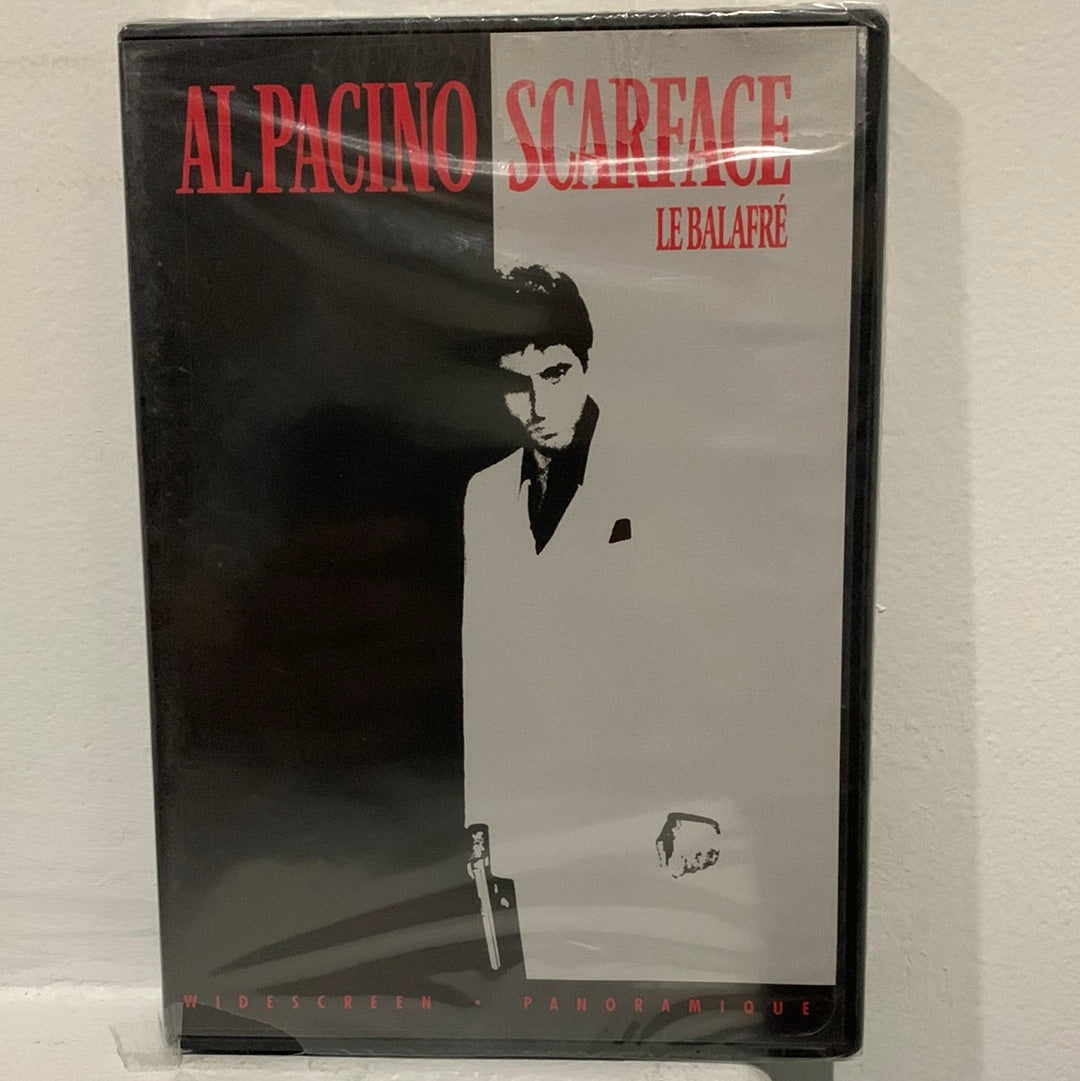 AL PACINO SCARFACE
LE BALAFRÉ
WIDESCREEN • PANORAMIQUE